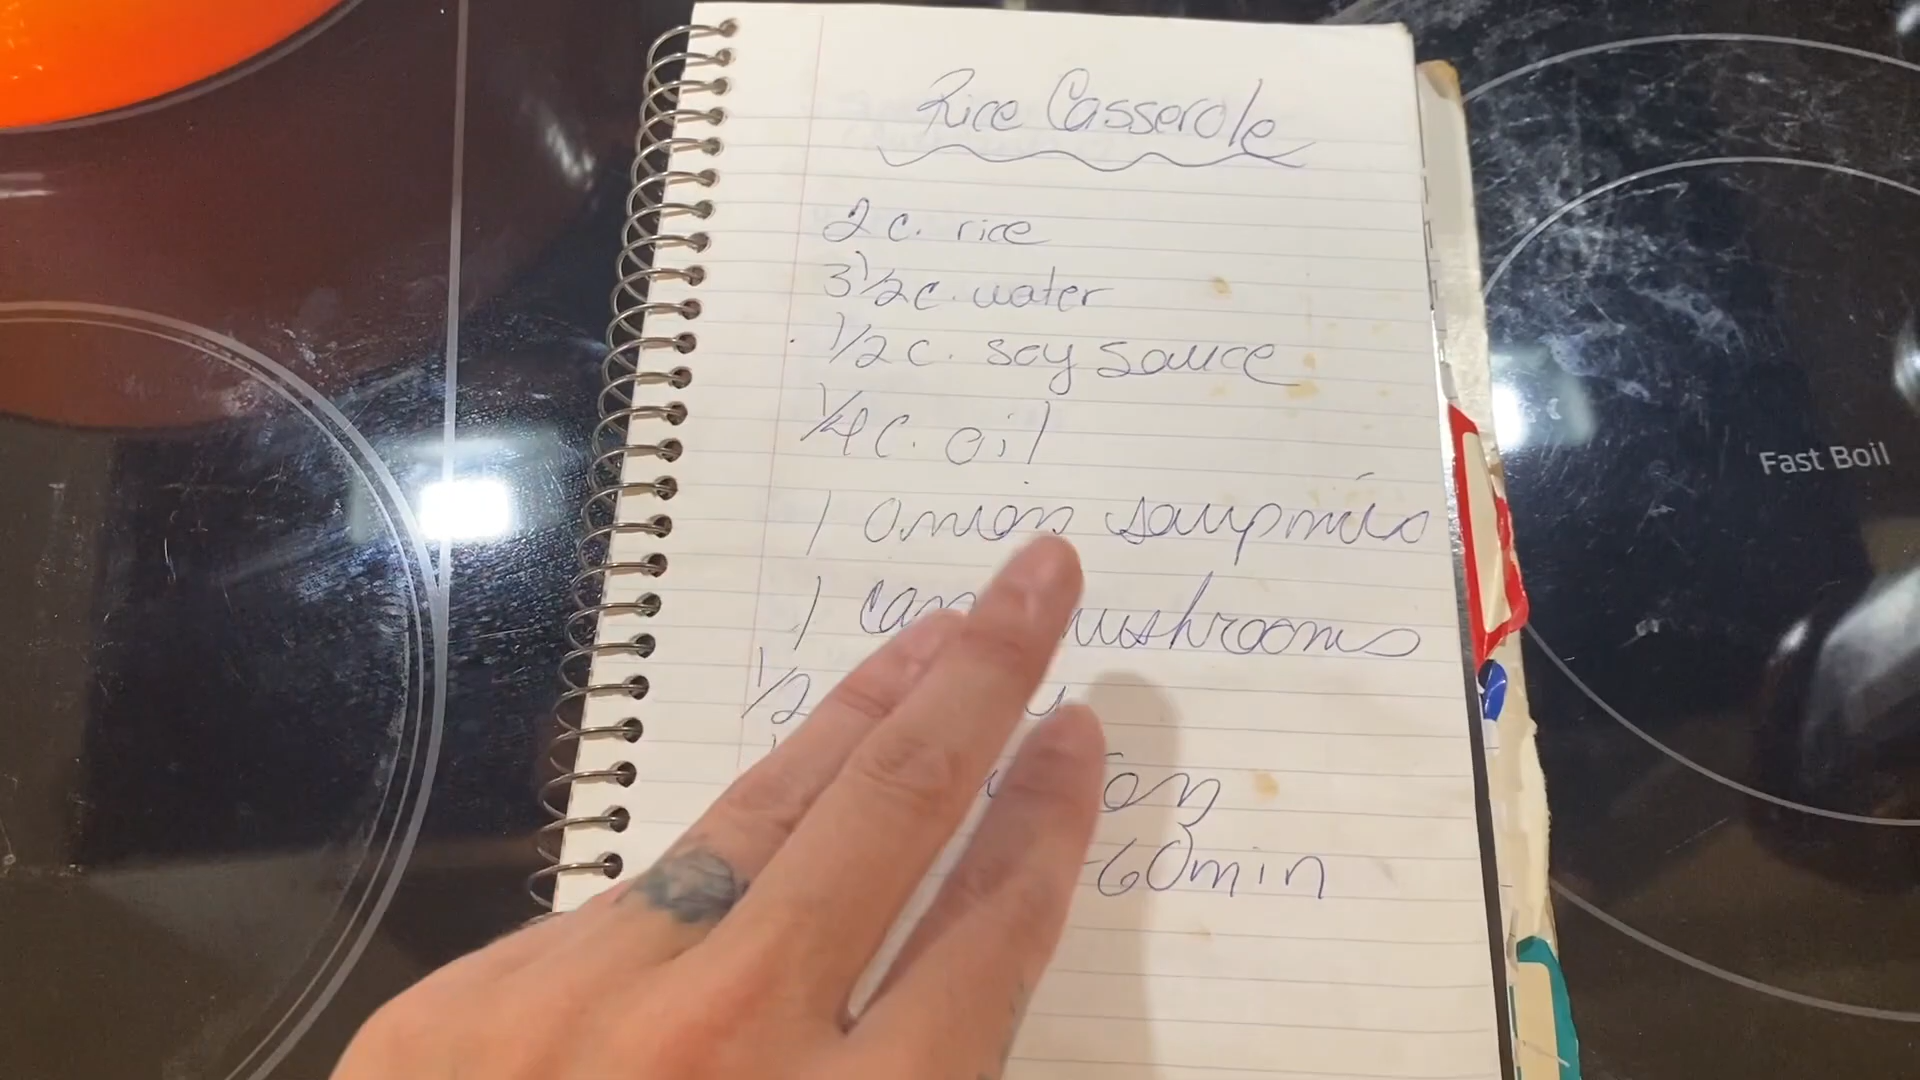 Rice Casserole
2 c. rice
3 1/2 c. water
1/2 c. soy sauce
1/4 c. oil
1 onion soup mix
1 can mushrooms
1/2
60 min
Fast Boil